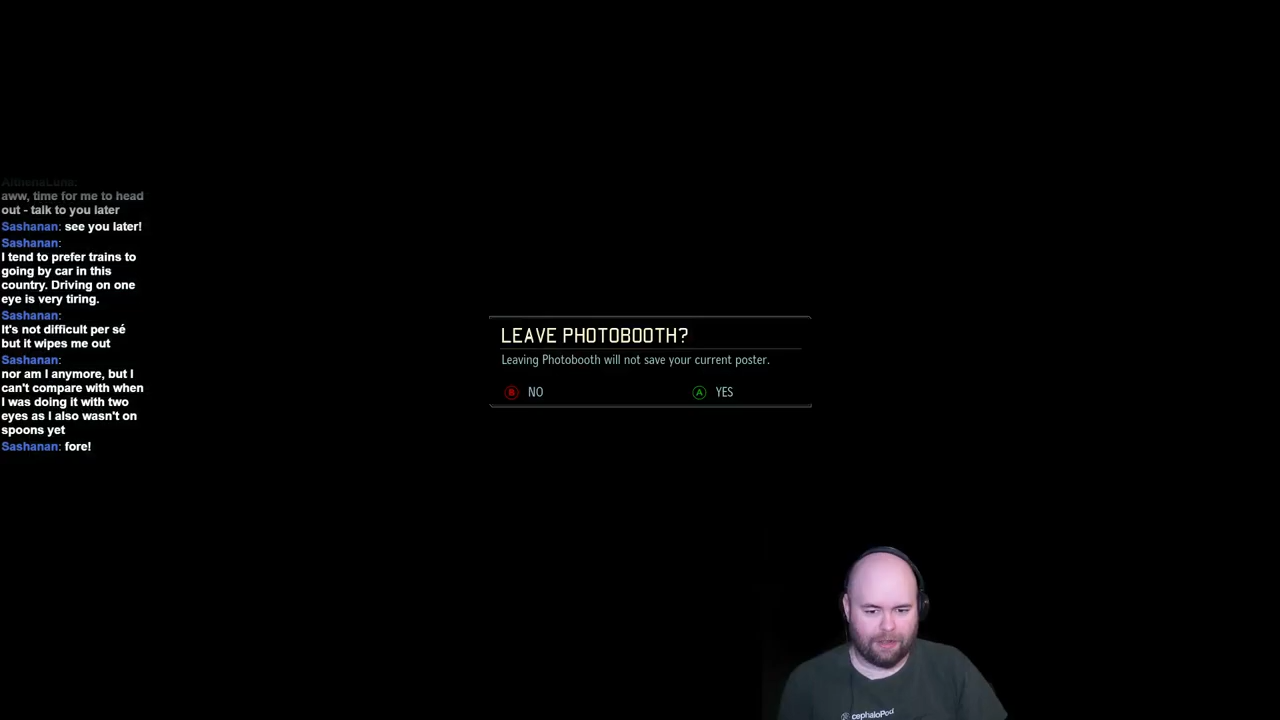 AlthenaLuna:
aww, time for me to head
out - talk to you later
Sashanan: see you later!
Sashanan:
I tend to prefer trains to
going by car in this
country. Driving on one
eye is very tiring.
Sashanan:
It's not difficult per sé
but it wipes me out
Sashanan:
nor am I anymore, but I
can't compare with when
I was doing it with two
eyes as I also wasn't on
spoons yet
Sashanan: fore!
LEAVE PHOTOBOOTH?
Leaving Photobooth will not save your current poster.
B NO
A YES
cephaloPod